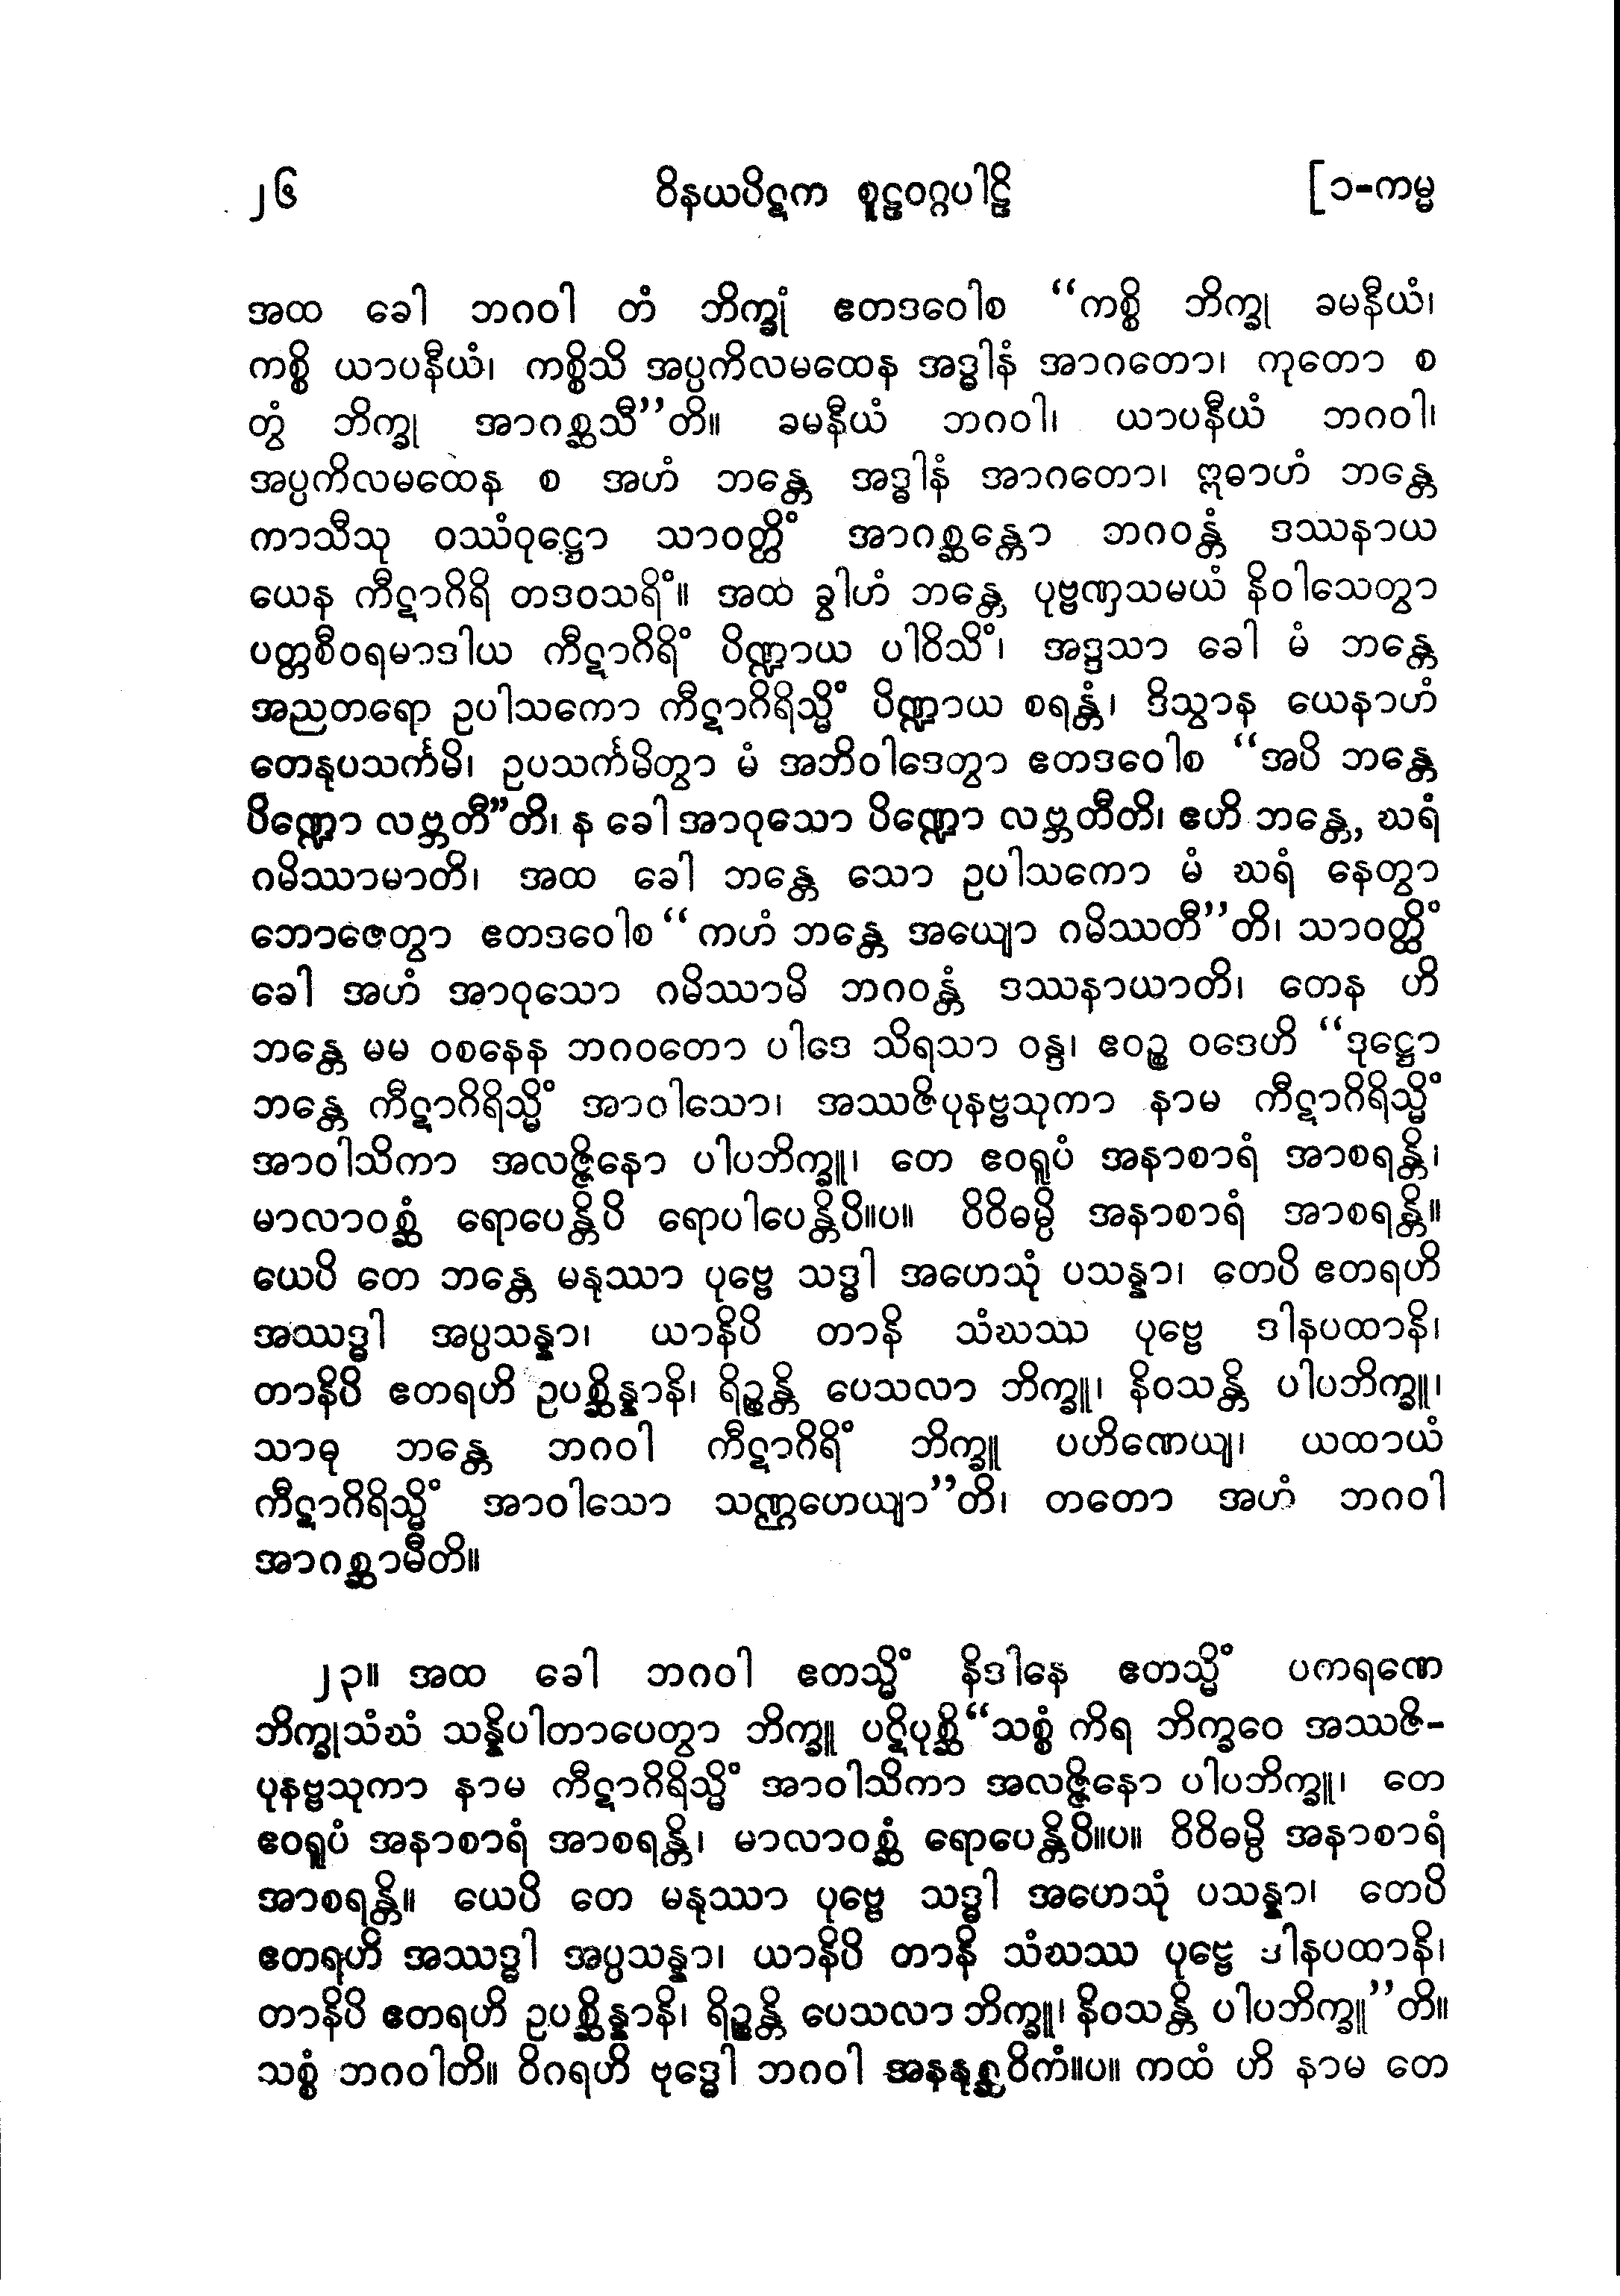 ၂၆ ဝိနယပိဋက စူဠဝဂ္ဂပါဠိ [၁-ကမ္မ
အထ ခေါ ဘဂဝါ တံ ဘိက္ခုံ ဧတဒဝေါစ “ကစ္စိ ဘိက္ခု ခမနီယံ၊
ကစ္စိ ယာပနီယံ၊ ကစ္စိသိ အပ္ပကိလမထေန အဒ္ဓါနံ အာဂတော၊ ကုတော စ
တွံ ဘိက္ခု အာဂစ္ဆသီ”တိ။ ခမနီယံ ဘဂဝါ၊ ယာပနီယံ ဘဂဝါ၊
အပ္ပကိလမထေန စ အဟံ ဘန္တေ အဒ္ဓါနံ အာဂတော၊ ဣဓာဟံ ဘန္တေ
ကာသီသု ဝဿံဝုဋ္ဌော သာဝတ္ထိံ အာဂစ္ဆန္တော ဘဂဝန္တံ ဒဿနာယ
ယေန ကီဋာဂိရိ တဒဝသရိံ။ အထ ခွါဟံ ဘန္တေ ပုဗ္ဗဏှသမယံ နိဝါသေတွာ
ပတ္တစီဝရမာဒါယ ကီဋာဂိရိံ ပိဏ္ဍာယ ပါဝိသိံ၊ အဒ္ဒသာ ခေါ မံ ဘန္တေ
အညတရော ဥပါသကော ကီဋာဂိရိသ္မိံ ပိဏ္ဍာယ စရန္တံ၊ ဒိသွာန ယေနာဟံ
တေနုပသင်္ကမိ၊ ဥပသင်္ကမိတွာ မံ အဘိဝါဒေတွာ ဧတဒဝေါစ “အပိ ဘန္တေ
ပိဏ္ဍော လဗ္ဘတီ”တိ၊ န ခေါ အာဝုသော ပိဏ္ဍော လဗ္ဘတီတိ၊ ဧဟိ ဘန္တေ, ဃရံ
ဂမိဿာမာတိ၊ အထ ခေါ ဘန္တေ သော ဥပါသကော မံ ဃရံ နေတွာ
ဘောဇေတွာ ဧတဒဝေါစ “ကဟံ ဘန္တေ အယျော ဂမိဿတီ”တိ၊ သာဝတ္ထိံ
ခေါ အဟံ အာဝုသော ဂမိဿာမိ ဘဂဝန္တံ ဒဿနာယာတိ၊ တေန ဟိ
ဘန္တေ မမ ဝစနေန ဘဂဝတော ပါဒေ သိရသာ ဝန္ဒ၊ ဧဝဉ္စ ဝဒေဟိ “ဒုဋ္ဌော
ဘန္တေ ကီဋာဂိရိသ္မိံ အာဝါသော၊ အဿဇိပုနဗ္ဗသုကာ နာမ ကီဋာဂိရိသ္မိံ
အာဝါသိကာ အလဇ္ဇိနော ပါပဘိက္ခူ၊ တေ ဧဝရူပံ အနာစာရံ အာစရန္တိ၊
မာလာဝစ္ဆံ ရောပေန္တိပိ ရောပါပေန္တိပိ။ပ။ ဝိဝိဓမ္ပိ အနာစာရံ အာစရန္တိ။
ယေပိ တေ ဘန္တေ မနုဿာ ပုဗ္ဗေ သဒ္ဓါ အဟေသုံ ပသန္နာ၊ တေပိ ဧတရဟိ
အဿဒ္ဓါ အပ္ပသန္နာ၊ ယာနိပိ တာနိ သံဃဿ ပုဗ္ဗေ ဒါနပထာနိ၊
တာနိပိ ဧတရဟိ ဥပစ္ဆိန္နာနိ၊ ရိဉ္စန္တိ ပေသလာ ဘိက္ခူ၊ နိဝသန္တိ ပါပဘိက္ခူ၊
သာဓု ဘန္တေ ဘဂဝါ ကီဋာဂိရိံ ဘိက္ခူ ပဟိဏေယျ၊ ယထာယံ
ကီဋာဂိရိသ္မိံ အာဝါသော သဏ္ဌဟေယျာ”တိ၊ တတော အဟံ ဘဂဝါ
အာဂစ္ဆာမီတိ။
၂၃။ အထ ခေါ ဘဂဝါ ဧတသ္မိံ နိဒါနေ ဧတသ္မိံ ပကရဏေ
ဘိက္ခုသံဃံ သန္နိပါတာပေတွာ ဘိက္ခူ ပဋိပုစ္ဆိ “သစ္စံ ကိရ ဘိက္ခဝေ အဿဇိ-
ပုနဗ္ဗသုကာ နာမ ကီဋာဂိရိသ္မိံ အာဝါသိကာ အလဇ္ဇိနော ပါပဘိက္ခူ၊ တေ
ဧဝရူပံ အနာစာရံ အာစရန္တိ၊ မာလာဝစ္ဆံ ရောပေန္တိပိ။ပ။ ဝိဝိဓမ္ပိ အနာစာရံ
အာစရန္တိ။ ယေပိ တေ မနုဿာ ပုဗ္ဗေ သဒ္ဓါ အဟေသုံ ပသန္နာ၊ တေပိ
ဧတရဟိ အဿဒ္ဓါ အပ္ပသန္နာ၊ ယာနိပိ တာနိ သံဃဿ ပုဗ္ဗေ ဒါနပထာနိ၊
တာနိပိ ဧတရဟိ ဥပစ္ဆိန္နာနိ၊ ရိဉ္စန္တိ ပေသလာ ဘိက္ခူ၊ နိဝသန္တိ ပါပဘိက္ခူ”တိ။
သစ္စံ ဘဂဝါတိ။ ဝိဂရဟိ ဗုဒ္ဓေါ ဘဂဝါ အနနုစ္ဆဝိကံ။ပ။ ကထံ ဟိ နာမ တေ